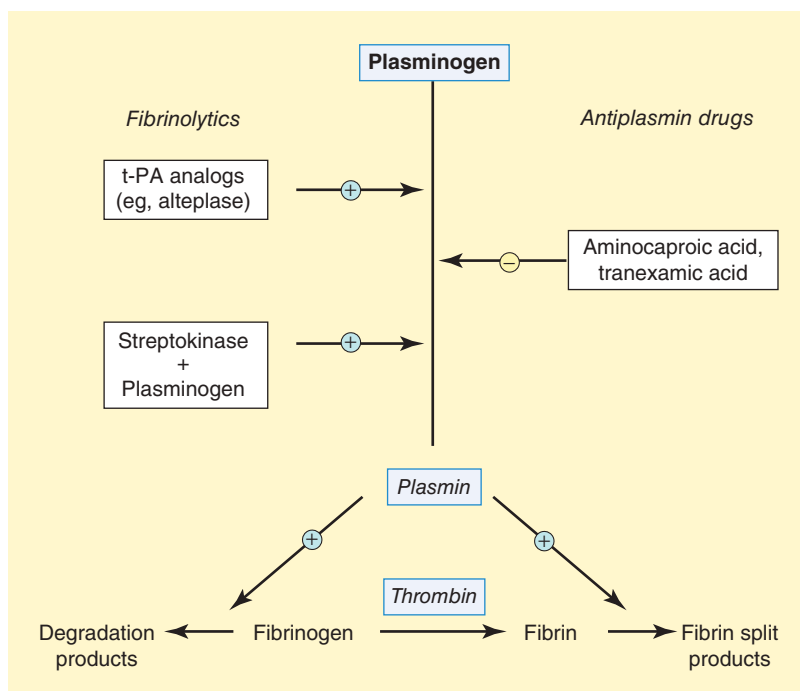 Plasminogen
Fibrinolytics
Antiplasmin drugs
t-PA analogs
(eg, alteplase)
+
Aminocaproic acid,
tranexamic acid
−
Streptokinase
+
Plasminogen
+
Plasmin
+
+
Thrombin
Degradation
products
Fibrinogen
Fibrin
Fibrin split
products